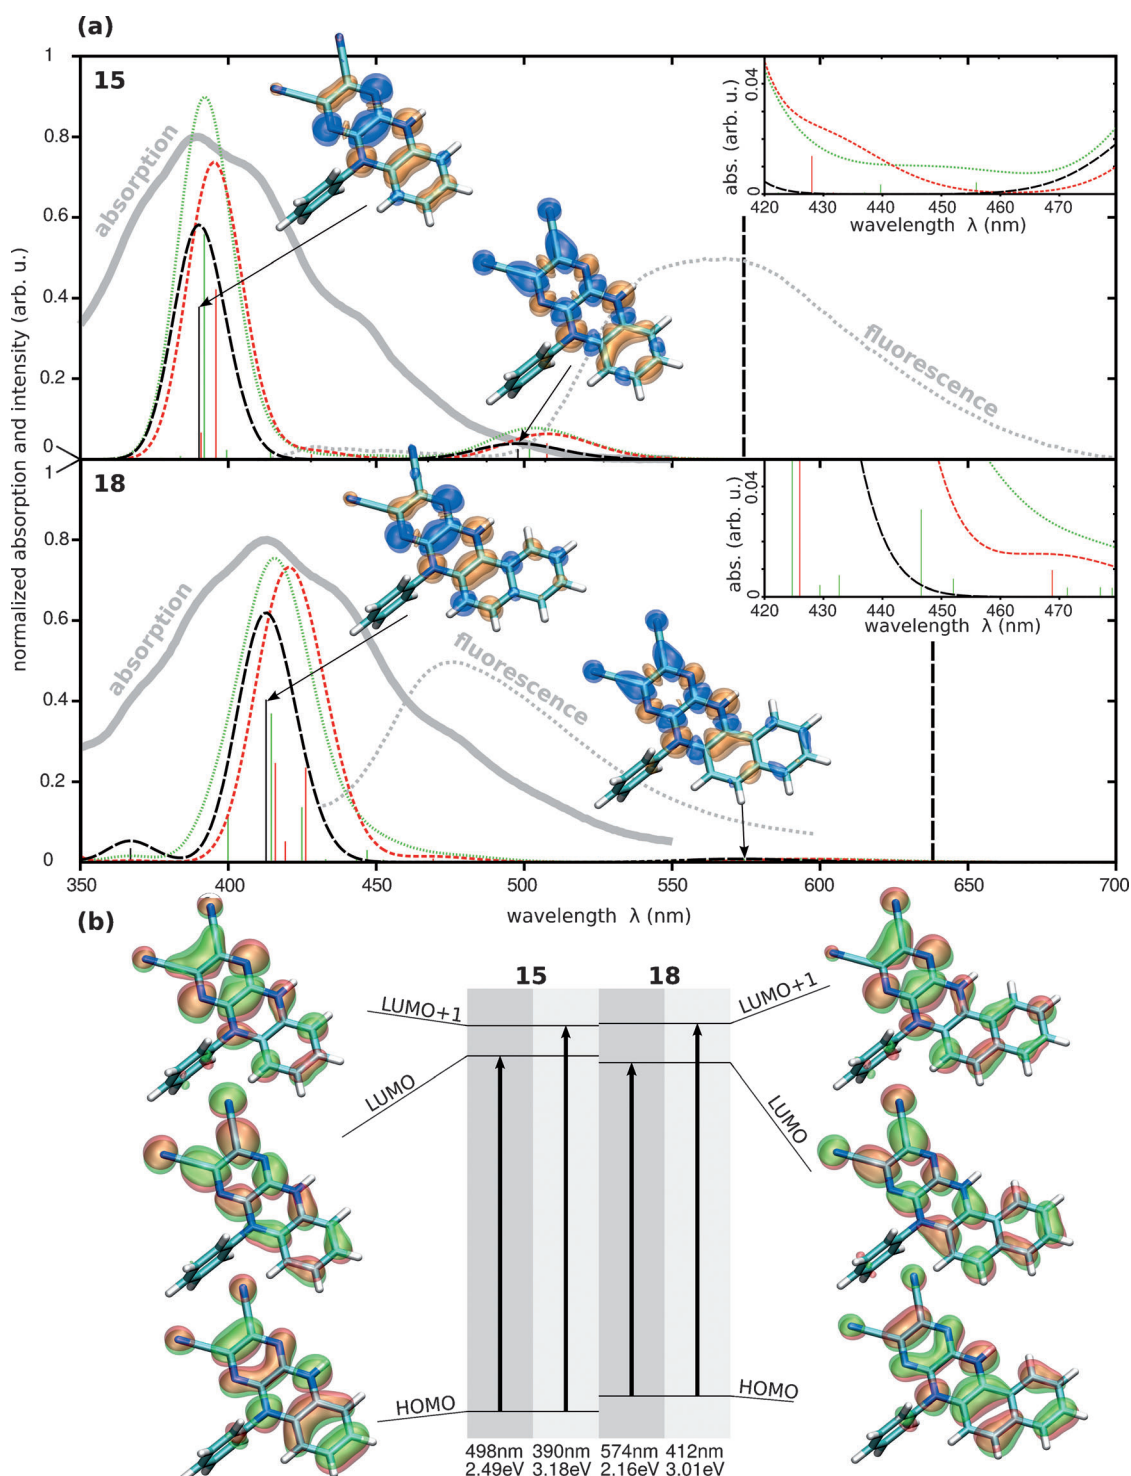 (a)
15
absorption
fluorescence
1
0.8
0.6
0.4
0.2
0
abs. (arb. u.)
0.04
0
420 430 440 450 460 470
wavelength λ (nm)
normalized absorption and intensity (arb. u.)
18
absorption
fluorescence
1
0.8
0.6
0.4
0.2
0
abs. (arb. u.)
0.04
0
420 430 440 450 460 470
wavelength λ (nm)
350 400 450 500 550 600 650 700
wavelength λ (nm)
(b)
15 18
LUMO+1 LUMO+1
LUMO LUMO
HOMO HOMO
498nm 390nm 574nm 412nm
2.49eV 3.18eV 2.16eV 3.01eV